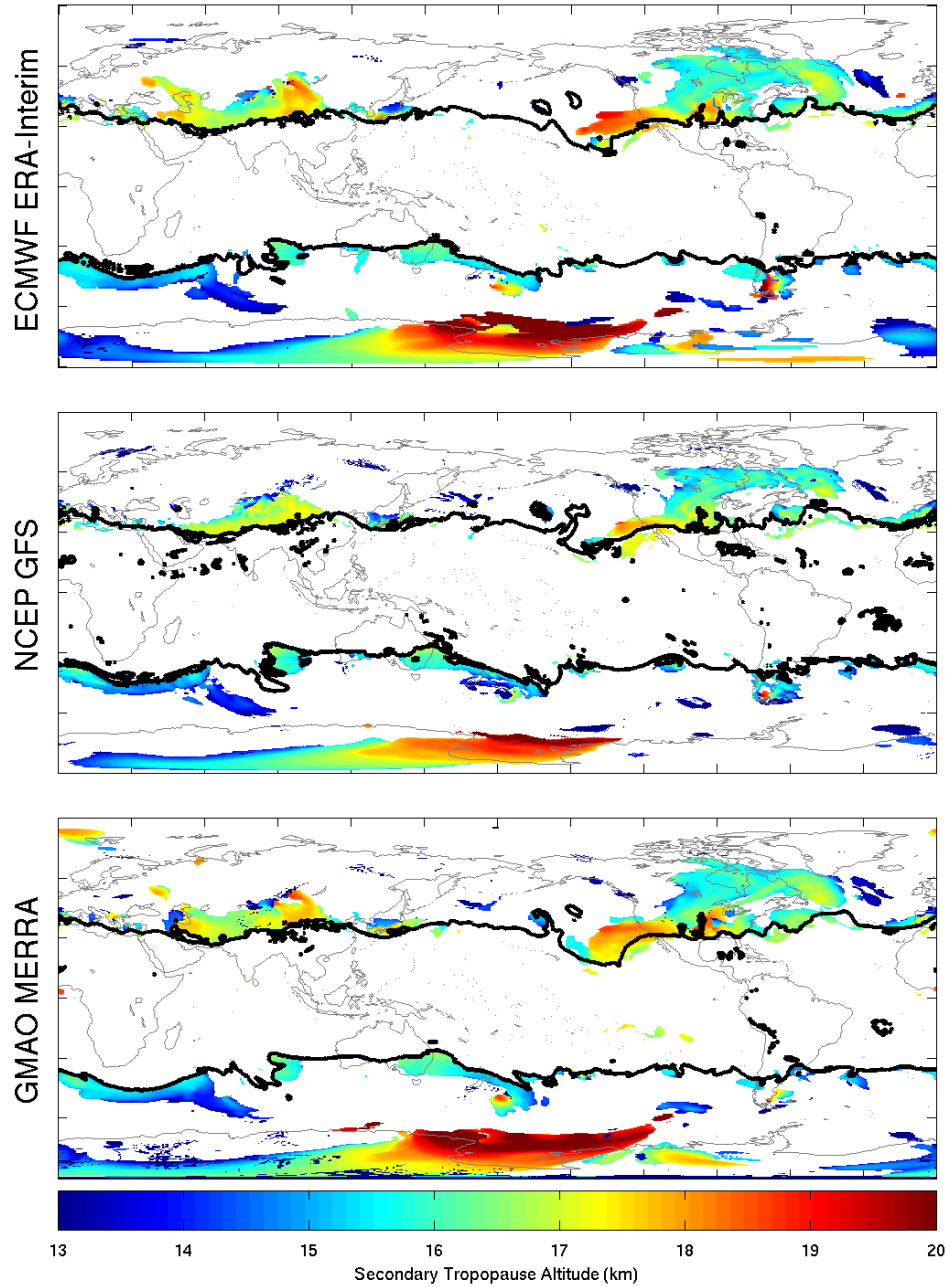 ECMWF ERA-Interim
NCEP GFS
GMAO MERRA
13 14 15 16 17 18 19 20
Secondary Tropopause Altitude (km)